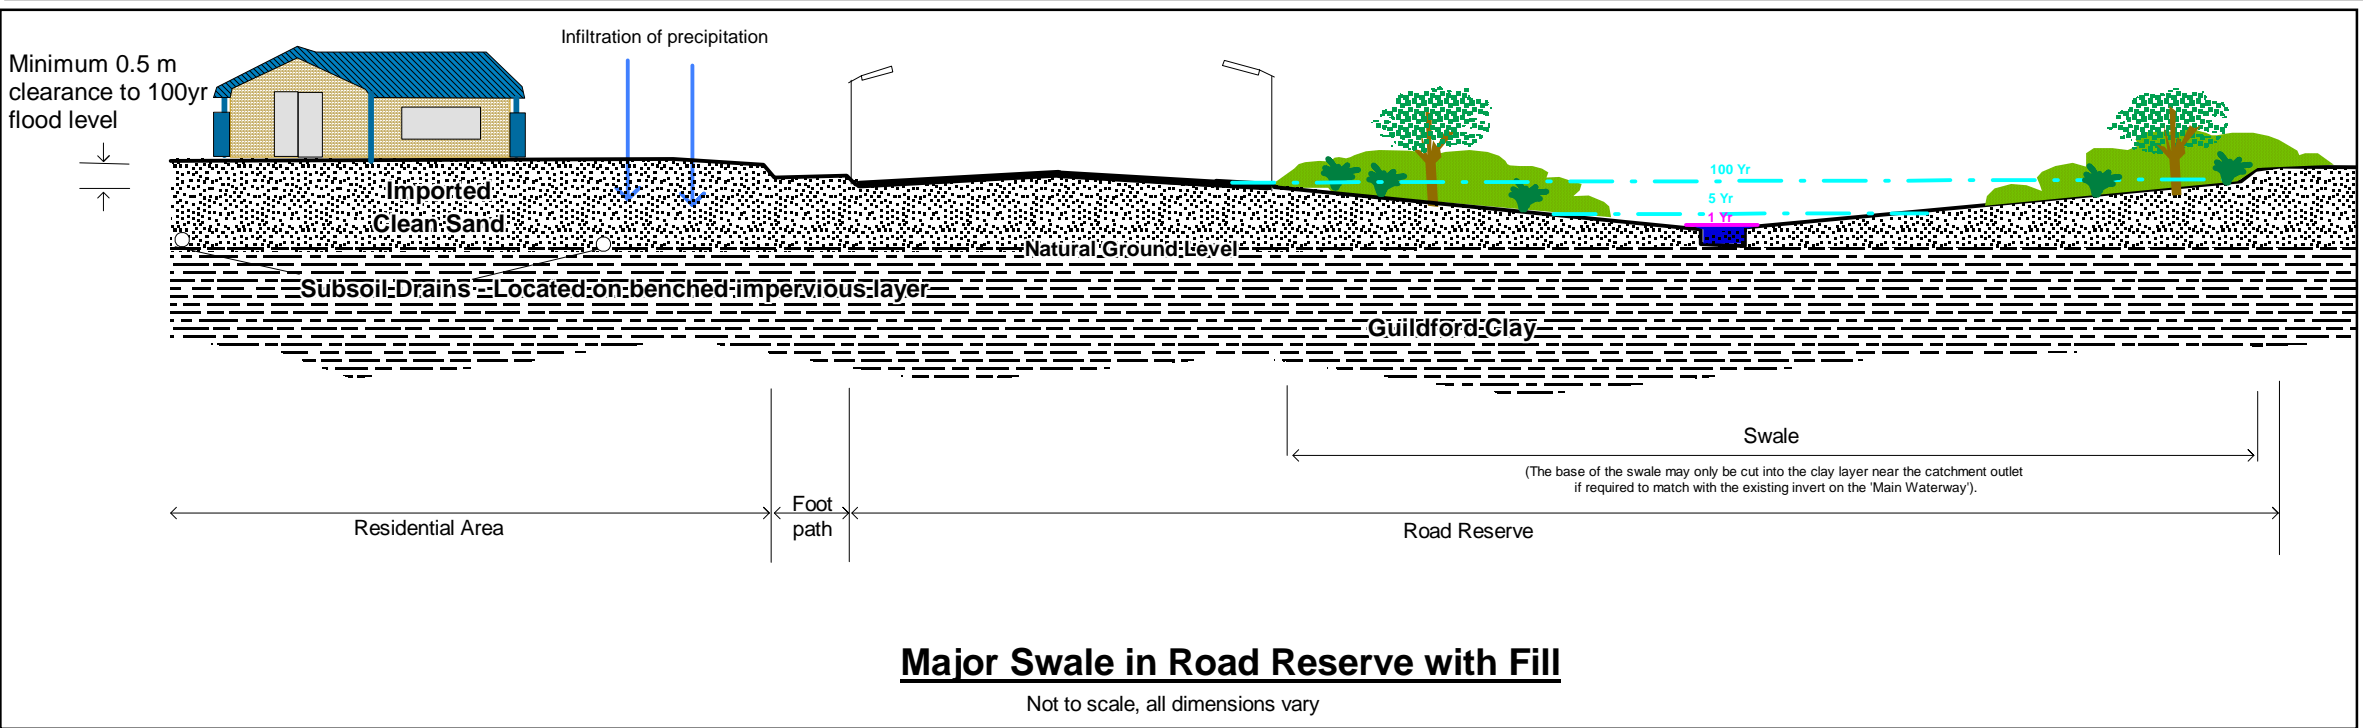 Infiltration of precipitation
Minimum 0.5 m
clearance to 100yr
flood level
100 Yr
5 Yr
1 Yr
Imported
Clean Sand
Natural Ground Level
Subsoil Drains - Located on benched impervious layer
Guildford Clay
Swale
(The base of the swale may only be cut into the clay layer near the catchment outlet
if required to match with the existing invert on the 'Main Waterway').
Foot
path
Residential Area
Road Reserve
Major Swale in Road Reserve with Fill
Not to scale, all dimensions vary